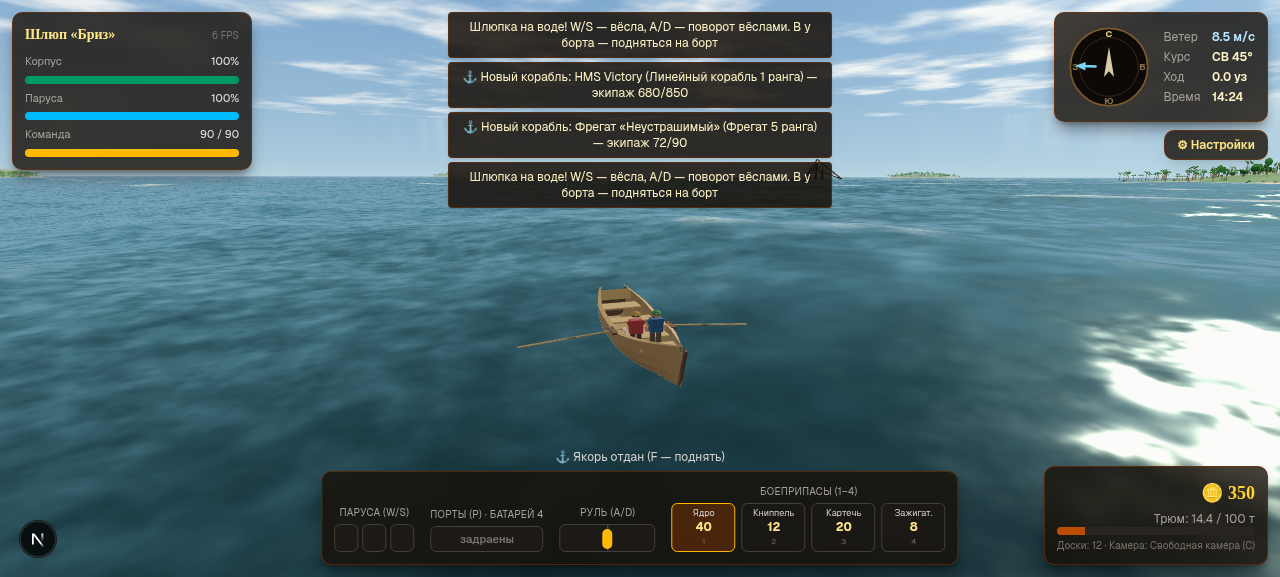 Шлюп «Бриз»
6 FPS
Корпус 100%
Паруса 100%
Команда 90 / 90
Шлюпка на воде! W/S — вёсла, A/D — поворот вёслами. В у
борта — подняться на борт
⚓ Новый корабль: HMS Victory (Линейный корабль 1 ранга) —
экипаж 680/850
⚓ Новый корабль: Фрегат «Неустрашимый» (Фрегат 5 ранга)
— экипаж 72/90
Шлюпка на воде! W/S — вёсла, A/D — поворот вёслами. В у
борта — подняться на борт
С
З В
Ю
Ветер 8.5 м/с
Курс СВ 45°
Ход 0.0 уз
Время 14:24
⚙ Настройки
⚓ Якорь отдан (F — поднять)
ПАРУСА (W/S)
ПОРТЫ (P) · БАТАРЕЙ 4
задраены
РУЛЬ (A/D)
БОЕПРИПАСЫ (1–4)
Ядро
40
1
Книппель
12
2
Картечь
20
3
Зажигат.
8
4
🪙 350
Трюм: 14.4 / 100 т
Доски: 12 · Камера: Свободная камера (C)
N